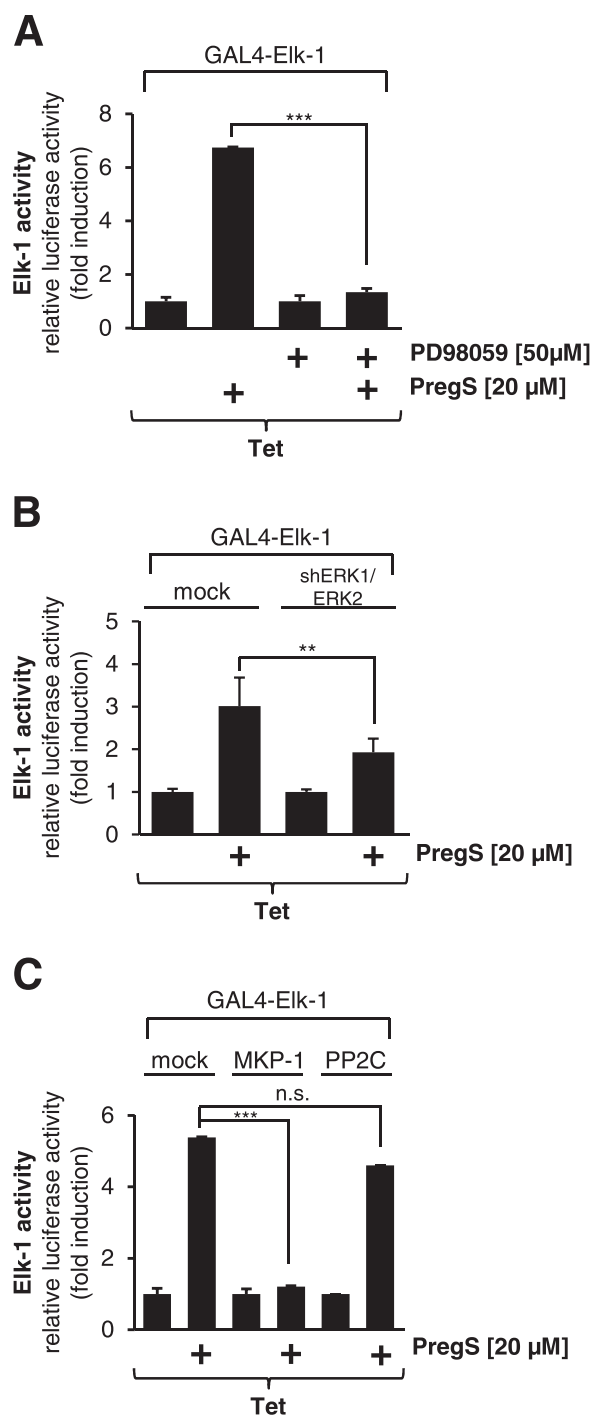 A
GAL4-Elk-1
Elk-1 activity
relative luciferase activity
(fold induction)
8
6
4
2
0
***
+ + PD98059 [50µM]
+ + PregS [20 µM]
Tet
B
GAL4-Elk-1
mock
shERK1/
ERK2
Elk-1 activity
relative luciferase activity
(fold induction)
5
4
3
2
1
0
**
+ + PregS [20 µM]
Tet
C
GAL4-Elk-1
mock MKP-1 PP2C
n.s.
***
Elk-1 activity
relative luciferase activity
(fold induction)
6
4
2
0
+ + + PregS [20 µM]
Tet